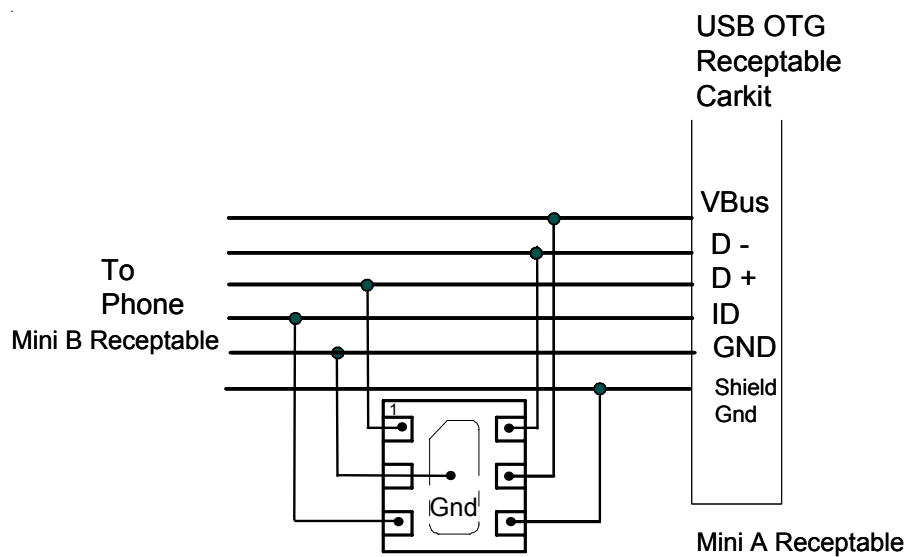 USB OTG
Receptable
Carkit
VBus
D -
D +
ID
GND
Shield
Gnd
To
Phone
Mini B Receptable
1
Gnd
Mini A Receptable